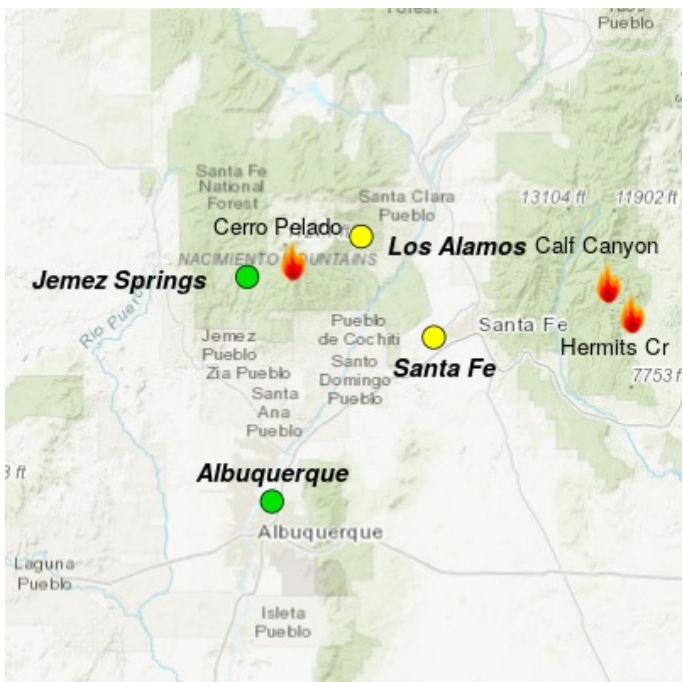 Forest
Pueblo
Santa Fe
National
Forest
Santa Clara
Pueblo
13104 ft
11902 ft
Cerro Pelado
Los Alamos
Calf Canyon
NACIMIENTO MOUNTAINS
Jemez Springs
Rio Puerco
Pueblo
de Cochiti
Santa Fe
Jemez
Pueblo
Zia Pueblo
Santo
Domingo
Pueblo
Hermits Cr
Santa Fe
7753 ft
Santa
Ana
Pueblo
Albuquerque
Albuquerque
Laguna
Pueblo
Isleta
Pueblo